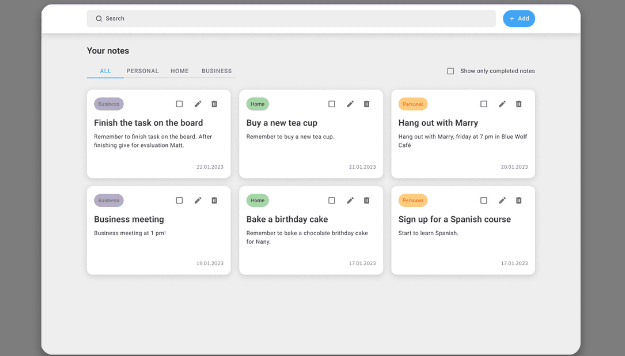 Search
+ Add
Your notes
ALL PERSONAL HOME BUSINESS
Show only completed notes
Business
Finish the task on the board
Remember to finish task on the board. After
finishing give for evaluation Matt.
22.01.2023
Home
Buy a new tea cup
Remember to buy a new tea cup.
21.01.2023
Personal
Hang out with Marry
Hang out with Marry, friday at 7 pm in Blue Wolf
Café
20.01.2023
Business
Business meeting
Business meeting at 1 pm!
19.01.2023
Home
Bake a birthday cake
Remember to bake a chocolate brithday cake
for Nany.
17.01.2023
Personal
Sign up for a Spanish course
Start to learn Spanish.
17.01.2023